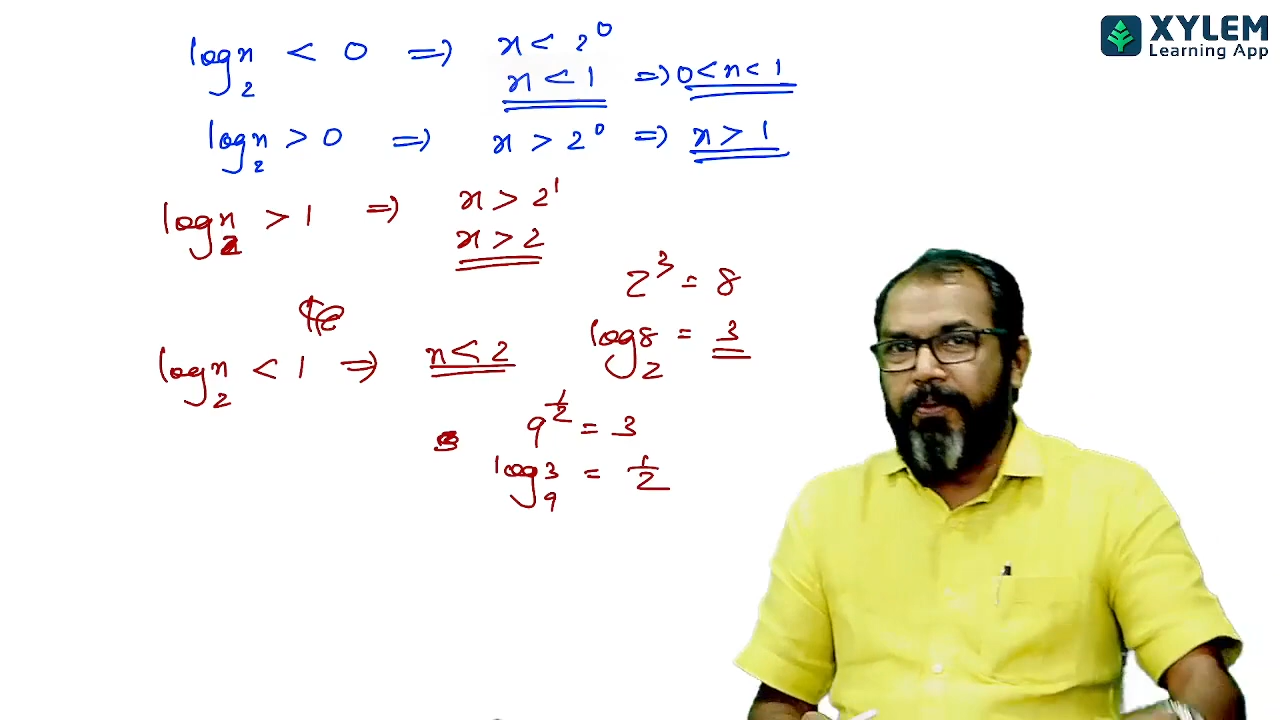 XYLEM
Learning App
log₂x < 0 ⇒ x < 2⁰
x < 1 ⇒ 0 < x < 1
log₂x > 0 ⇒ x > 2⁰ ⇒ x > 1
log₂x > 1 ⇒ x > 2¹
x > 2
2³ = 8
log₂8 = 3
log₂x < 1 ⇒ x < 2
9^(1/2) = 3
log₉3 = 1/2